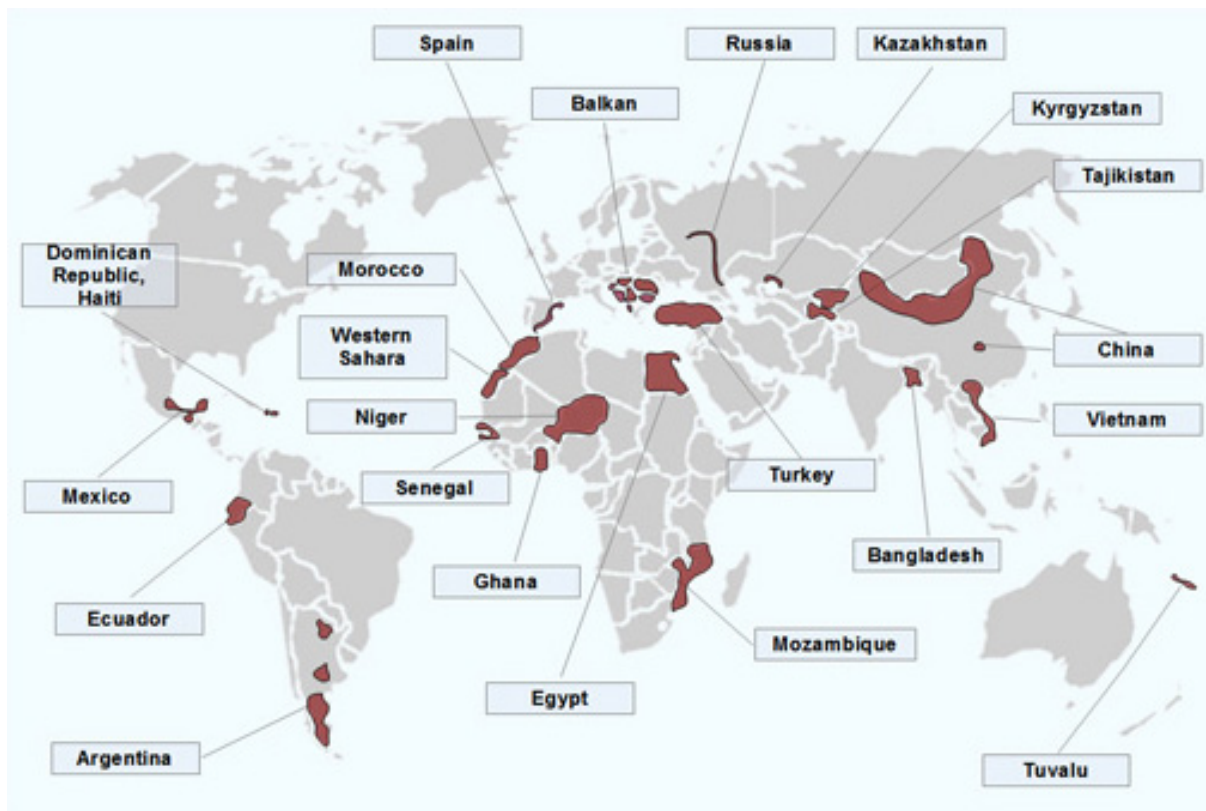 Spain
Russia
Kazakhstan
Balkan
Kyrgyzstan
Tajikistan
Dominican
Republic,
Haiti
Morocco
Western
Sahara
China
Niger
Vietnam
Mexico
Senegal
Turkey
Bangladesh
Ghana
Ecuador
Mozambique
Egypt
Argentina
Tuvalu